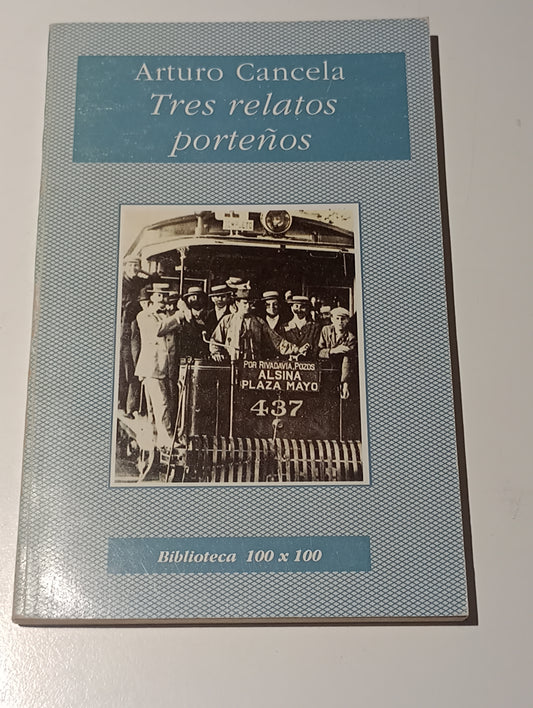 Arturo Cancela
Tres relatos
porteños
POR RIVADAVIA, POZOS
ALSINA
PLAZA MAYO
437
Biblioteca 100 x 100